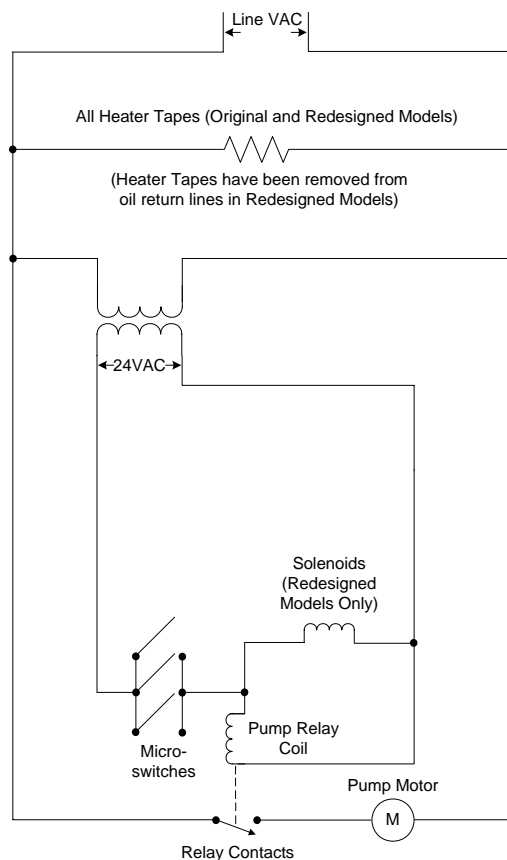 Line VAC
All Heater Tapes (Original and Redesigned Models)
(Heater Tapes have been removed from
oil return lines in Redesigned Models)
24VAC
Solenoids
(Redesigned
Models Only)
Pump Relay
Coil
Micro-
switches
Pump Motor
M
Relay Contacts